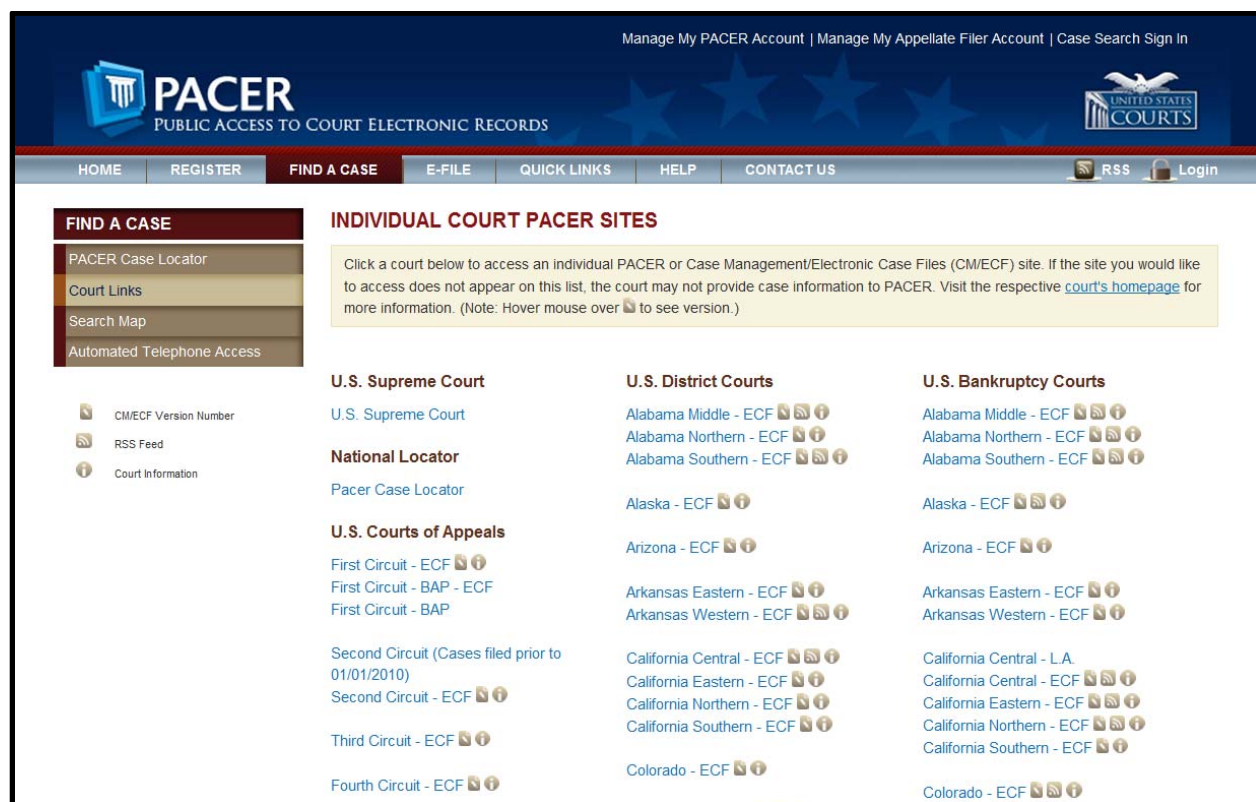 Manage My PACER Account | Manage My Appellate Filer Account | Case Search Sign In
PACER
PUBLIC ACCESS TO COURT ELECTRONIC RECORDS
UNITED STATES
COURTS
HOME REGISTER FIND A CASE E-FILE QUICK LINKS HELP CONTACT US RSS Login
FIND A CASE
PACER Case Locator
Court Links
Search Map
Automated Telephone Access
CM/ECF Version Number
RSS Feed
Court Information
INDIVIDUAL COURT PACER SITES
Click a court below to access an individual PACER or Case Management/Electronic Case Files (CM/ECF) site. If the site you would like
to access does not appear on this list, the court may not provide case information to PACER. Visit the respective court's homepage for
more information. (Note: Hover mouse over to see version.)
U.S. Supreme Court
U.S. Supreme Court
National Locator
Pacer Case Locator
U.S. Courts of Appeals
First Circuit - ECF
First Circuit - BAP - ECF
First Circuit - BAP
Second Circuit (Cases filed prior to
01/01/2010)
Second Circuit - ECF
Third Circuit - ECF
Fourth Circuit - ECF
U.S. District Courts
Alabama Middle - ECF
Alabama Northern - ECF
Alabama Southern - ECF
Alaska - ECF
Arizona - ECF
Arkansas Eastern - ECF
Arkansas Western - ECF
California Central - ECF
California Eastern - ECF
California Northern - ECF
California Southern - ECF
Colorado - ECF
U.S. Bankruptcy Courts
Alabama Middle - ECF
Alabama Northern - ECF
Alabama Southern - ECF
Alaska - ECF
Arizona - ECF
Arkansas Eastern - ECF
Arkansas Western - ECF
California Central - L.A.
California Central - ECF
California Eastern - ECF
California Northern - ECF
California Southern - ECF
Colorado - ECF